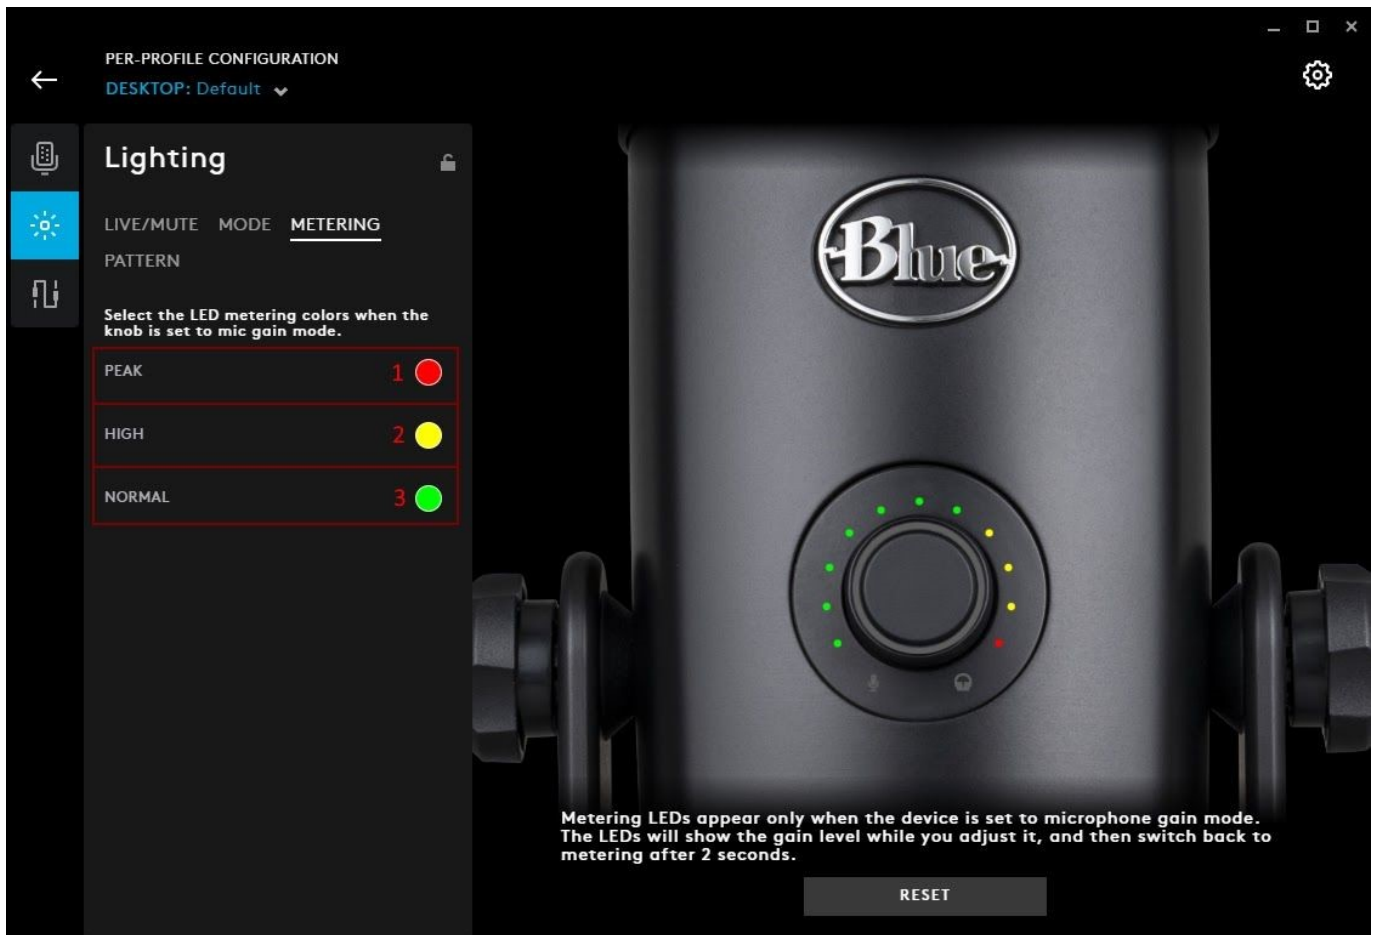 PER-PROFILE CONFIGURATION
DESKTOP: Default
Lighting
LIVE/MUTE MODE METERING
PATTERN
Select the LED metering colors when the
knob is set to mic gain mode.
PEAK 1
HIGH 2
NORMAL 3
Blue
Metering LEDs appear only when the device is set to microphone gain mode.
The LEDs will show the gain level while you adjust it, and then switch back to
metering after 2 seconds.
RESET